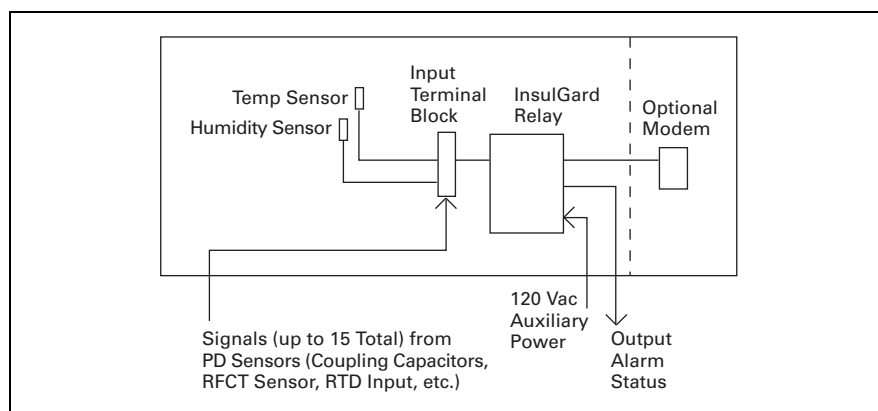 Temp Sensor
Humidity Sensor
Input
Terminal
Block
InsulGard
Relay
Optional
Modem
Signals (up to 15 Total) from
PD Sensors (Coupling Capacitors,
RFCT Sensor, RTD Input, etc.)
120 Vac
Auxiliary
Power
Output
Alarm
Status